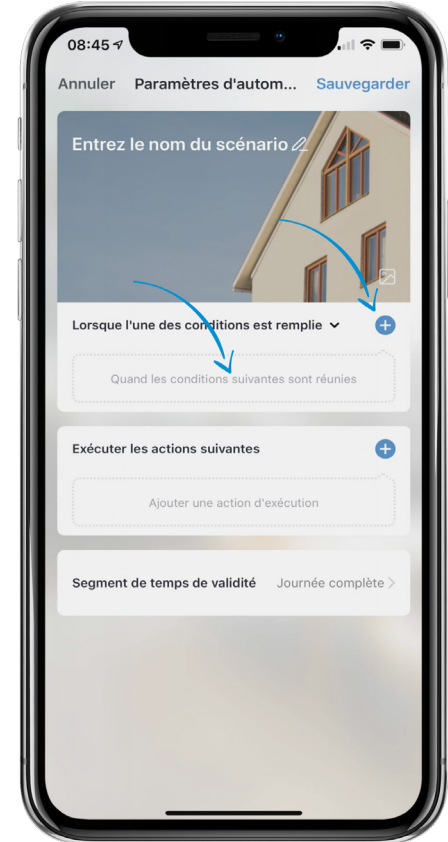 08:45
Annuler Paramètres d'autom... Sauvegarder
Entrez le nom du scénario
Lorsque l'une des conditions est remplie
Quand les conditions suivantes sont réunies
Exécuter les actions suivantes
Ajouter une action d'exécution
Segment de temps de validité Journée complète